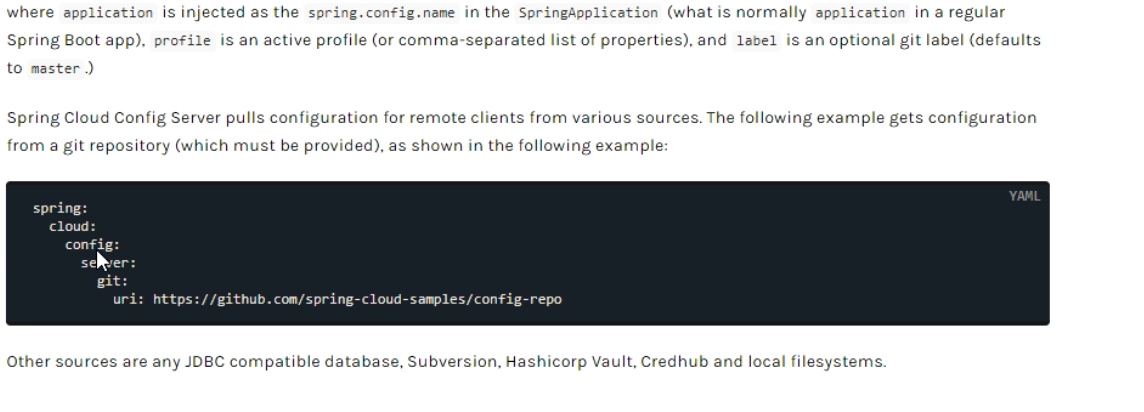 where application is injected as the spring.config.name in the SpringApplication (what is normally application in a regular
Spring Boot app), profile is an active profile (or comma-separated list of properties), and label is an optional git label (defaults
to master .)
Spring Cloud Config Server pulls configuration for remote clients from various sources. The following example gets configuration
from a git repository (which must be provided), as shown in the following example:
YAML
spring:
  cloud:
    config:
      server:
        git:
          uri: https://github.com/spring-cloud-samples/config-repo
Other sources are any JDBC compatible database, Subversion, Hashicorp Vault, Credhub and local filesystems.